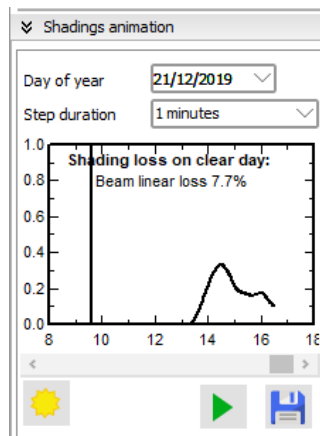 Shadings animation
Day of year 21/12/2019
Step duration 1 minutes
1.0
Shading loss on clear day:
0.8
Beam linear loss 7.7%
0.6
0.4
0.2
0.0
8 10 12 14 16 18